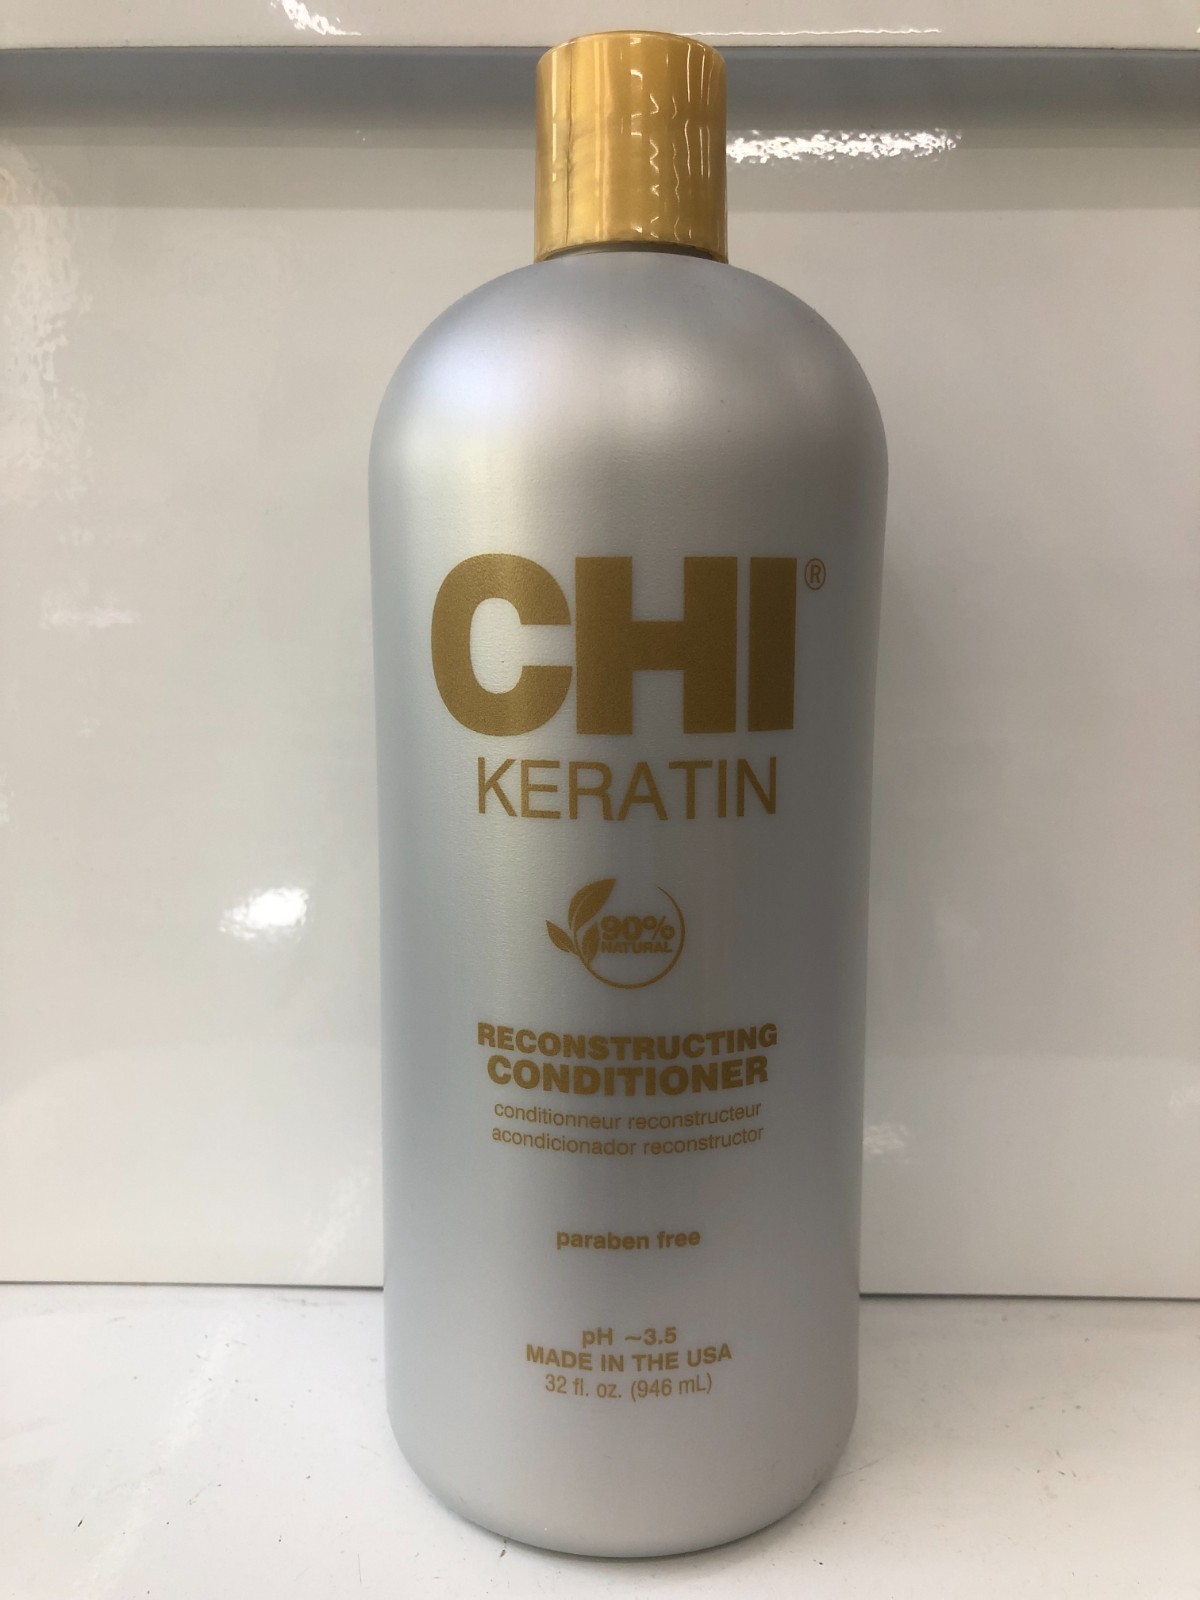 CHI®
KERATIN
90%
NATURAL
RECONSTRUCTING
CONDITIONER
conditionneur reconstructeur
acondicionador reconstructor
paraben free
pH ~3.5
MADE IN THE USA
32 fl. oz. (946 mL)